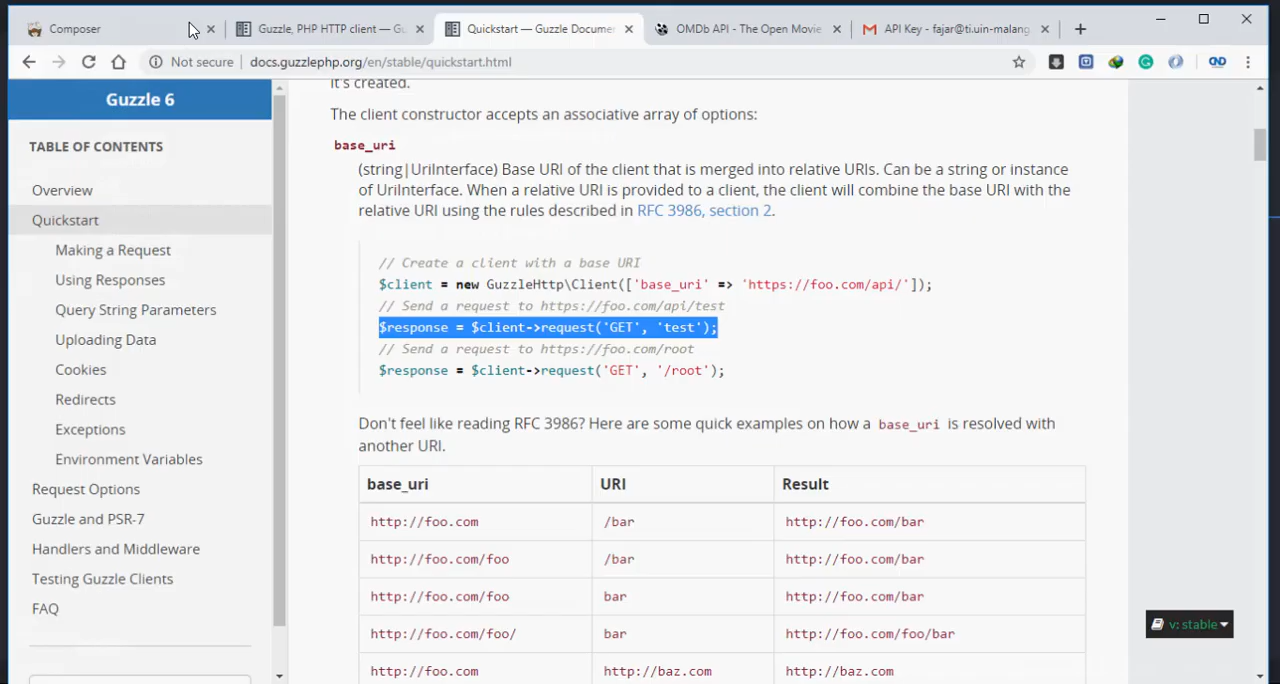 Composer
Guzzle, PHP HTTP client — Gu
Quickstart — Guzzle Documen
OMDb API - The Open Movie
API Key - fajar@ti.uin-malang
Not secure | docs.guzzlephp.org/en/stable/quickstart.html
Guzzle 6
TABLE OF CONTENTS
Overview
Quickstart
Making a Request
Using Responses
Query String Parameters
Uploading Data
Cookies
Redirects
Exceptions
Environment Variables
Request Options
Guzzle and PSR-7
Handlers and Middleware
Testing Guzzle Clients
FAQ
it's created.
The client constructor accepts an associative array of options:
base_uri
(string|UriInterface) Base URI of the client that is merged into relative URIs. Can be a string or instance
of UriInterface. When a relative URI is provided to a client, the client will combine the base URI with the
relative URI using the rules described in RFC 3986, section 2.
// Create a client with a base URI
$client = new GuzzleHttp\Client(['base_uri' => 'https://foo.com/api/']);
// Send a request to https://foo.com/api/test
$response = $client->request('GET', 'test');
// Send a request to https://foo.com/root
$response = $client->request('GET', '/root');
Don't feel like reading RFC 3986? Here are some quick examples on how a base_uri is resolved with
another URI.
base_uri URI Result
http://foo.com /bar http://foo.com/bar
http://foo.com/foo /bar http://foo.com/bar
http://foo.com/foo bar http://foo.com/bar
http://foo.com/foo/ bar http://foo.com/foo/bar
http://foo.com http://baz.com http://baz.com
v: stable